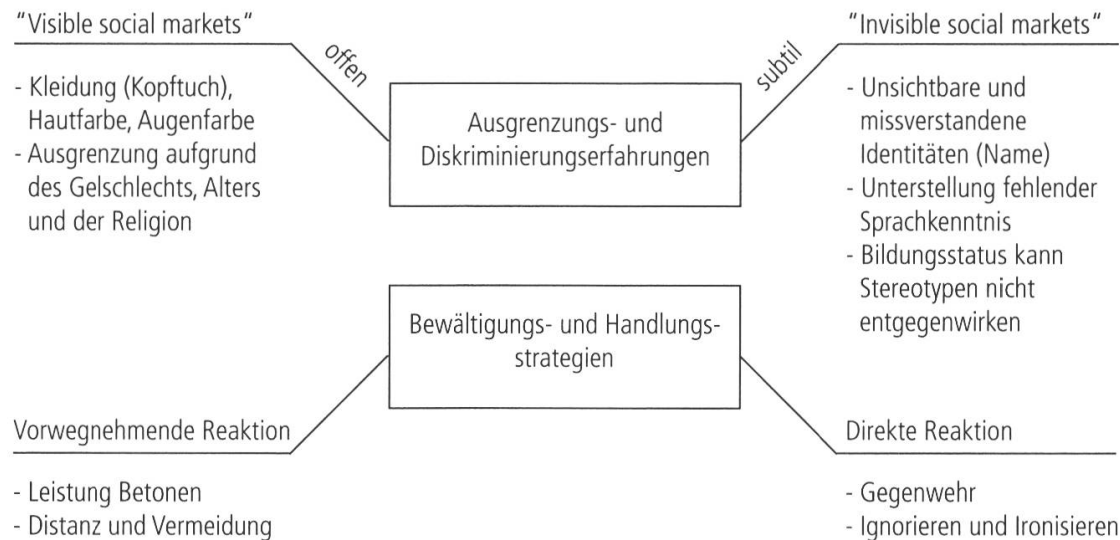 "Visible social markets“
offen
- Kleidung (Kopftuch),
Hautfarbe, Augenfarbe
- Ausgrenzung aufgrund
des Gelschlechts, Alters
und der Religion
Ausgrenzungs- und
Diskriminierungserfahrungen
subtil
"Invisible social markets“
- Unsichtbare und
missverstandene
Identitäten (Name)
- Unterstellung fehlender
Sprachkenntnis
- Bildungsstatus kann
Stereotypen nicht
entgegenwirken
Bewältigungs- und Handlungs-
strategien
Vorwegnehmende Reaktion
- Leistung Betonen
- Distanz und Vermeidung
Direkte Reaktion
- Gegenwehr
- Ignorieren und Ironisieren